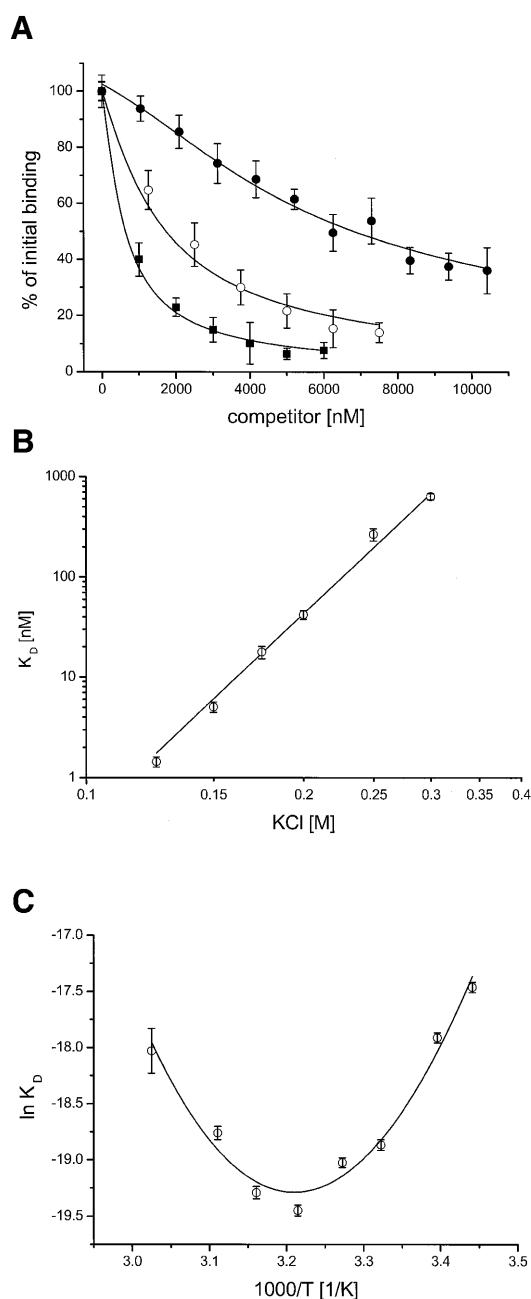 A
100
80
60
40
20
0
% of initial binding
0 2000 4000 6000 8000 10000
competitor [nM]
B
1000
100
10
1
K_D [nM]
0.1 0.15 0.2 0.25 0.3 0.35 0.4
KCl [M]
C
-17.0
-17.5
-18.0
-18.5
-19.0
-19.5
ln K_D
3.0 3.1 3.2 3.3 3.4 3.5
1000/T [1/K]